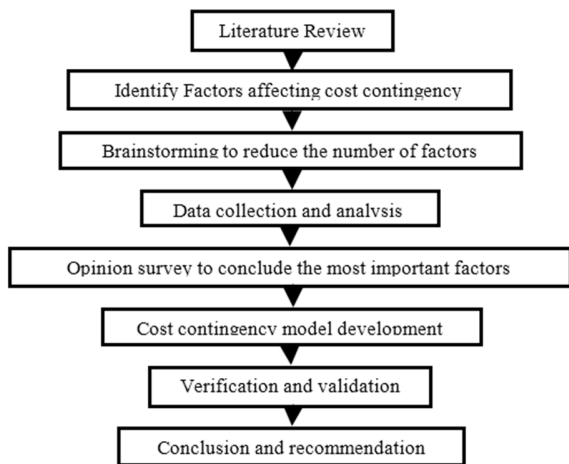 Literature Review
Identify Factors affecting cost contingency
Brainstorming to reduce the number of factors
Data collection and analysis
Opinion survey to conclude the most important factors
Cost contingency model development
Verification and validation
Conclusion and recommendation